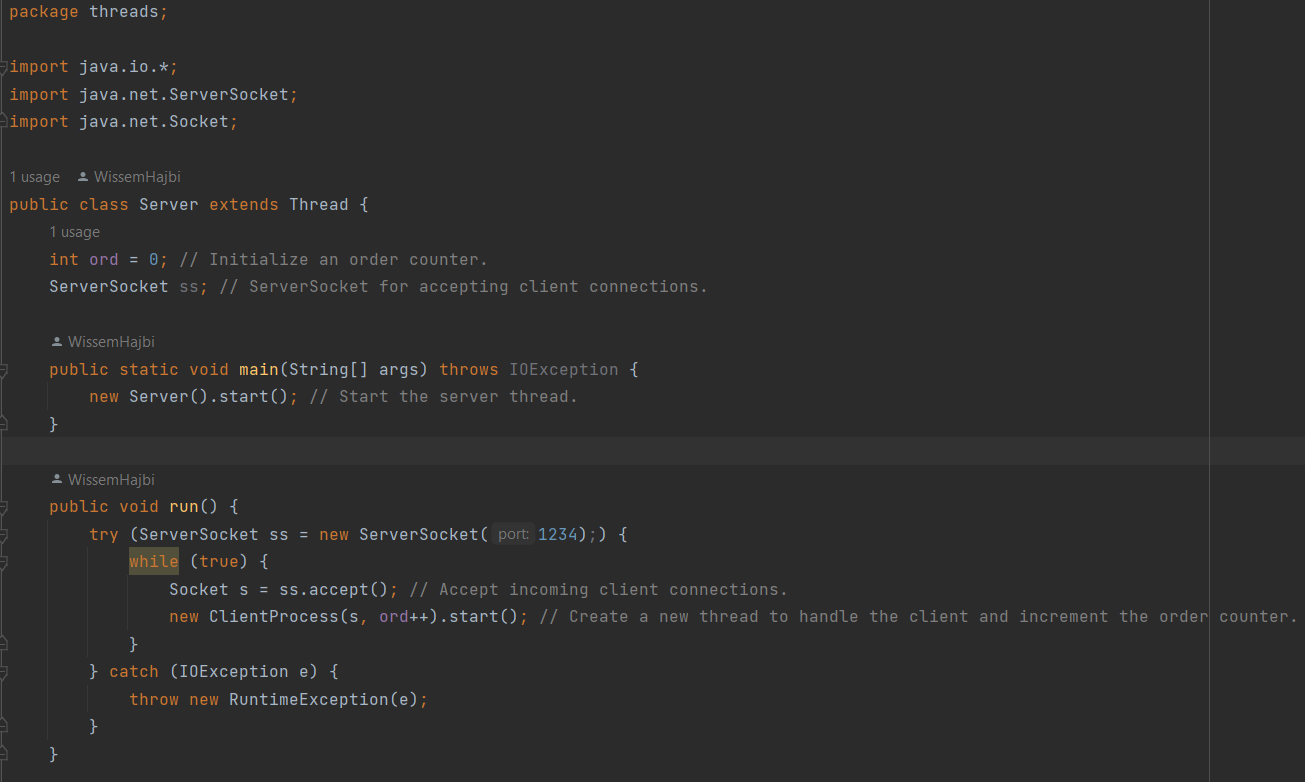 package threads;
import java.io.*;
import java.net.ServerSocket;
import java.net.Socket;
1 usage WissemHajbi
public class Server extends Thread {
1 usage
int ord = 0; // Initialize an order counter.
ServerSocket ss; // ServerSocket for accepting client connections.
WissemHajbi
public static void main(String[] args) throws IOException {
new Server().start(); // Start the server thread.
}
WissemHajbi
public void run() {
try (ServerSocket ss = new ServerSocket( port: 1234);) {
while (true) {
Socket s = ss.accept(); // Accept incoming client connections.
new ClientProcess(s, ord++).start(); // Create a new thread to handle the client and increment the order counter.
}
} catch (IOException e) {
throw new RuntimeException(e);
}
}